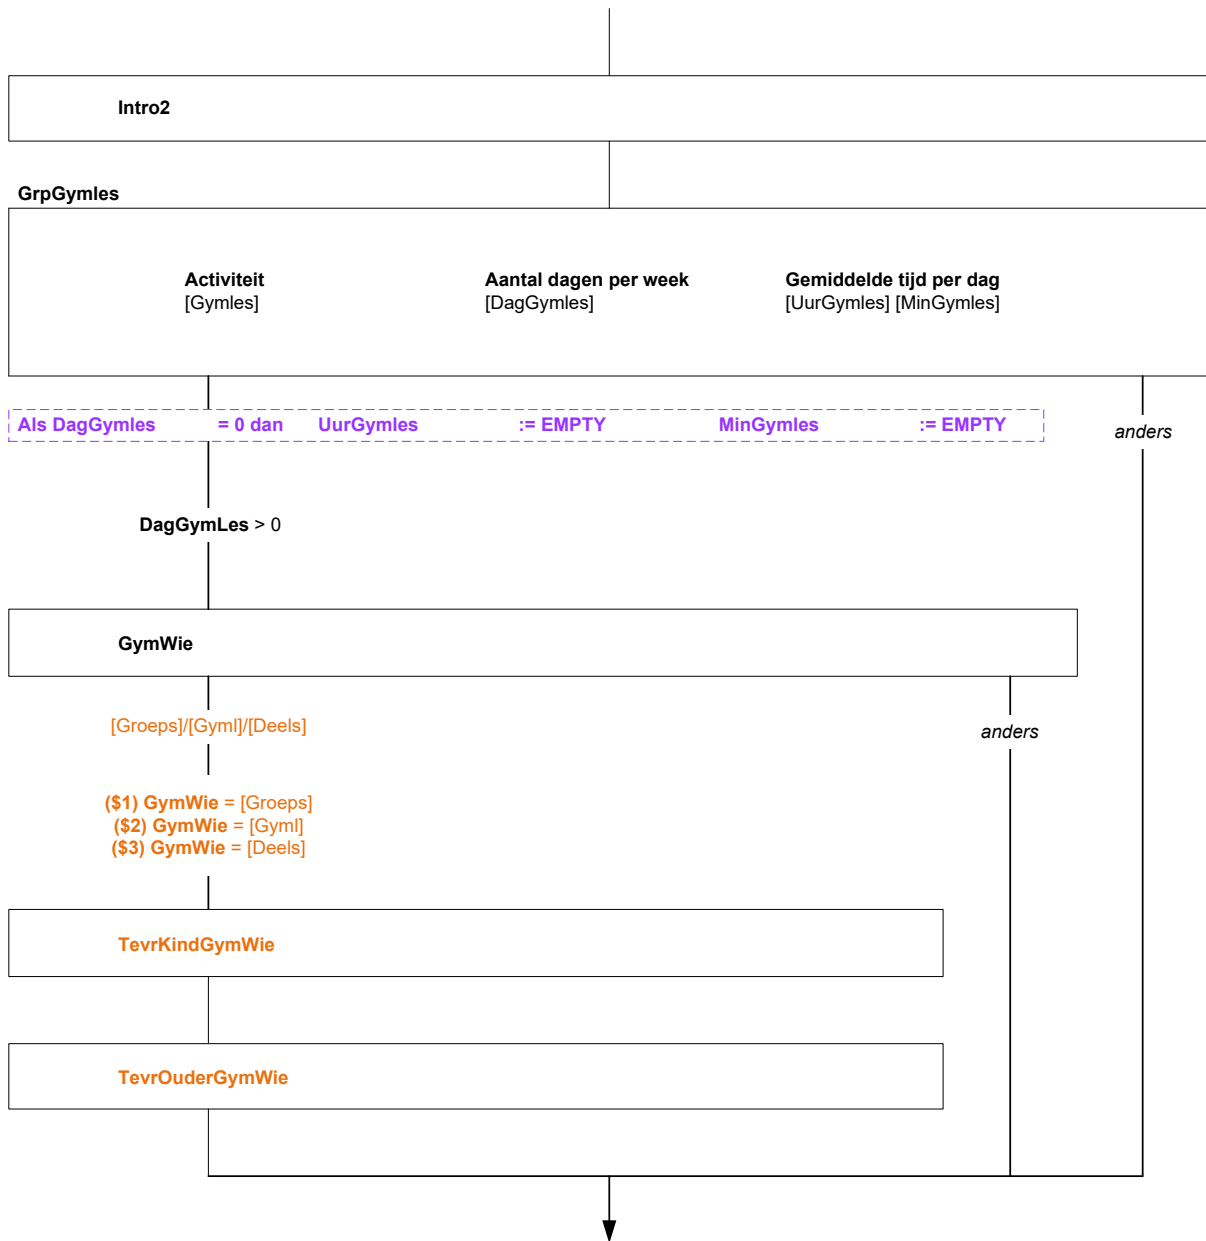 Intro2
GrpGymles
Activiteit Aantal dagen per week Gemiddelde tijd per dag
[Gymles] [DagGymles] [UurGymles] [MinGymles]
Als DagGymles = 0 dan UurGymles := EMPTY MinGymles := EMPTY
anders
DagGymLes > 0
GymWie
[Groeps]/[Gyml]/[Deels]
anders
($1) GymWie = [Groeps]
($2) GymWie = [Gyml]
($3) GymWie = [Deels]
TevrKindGymWie
TevrOuderGymWie